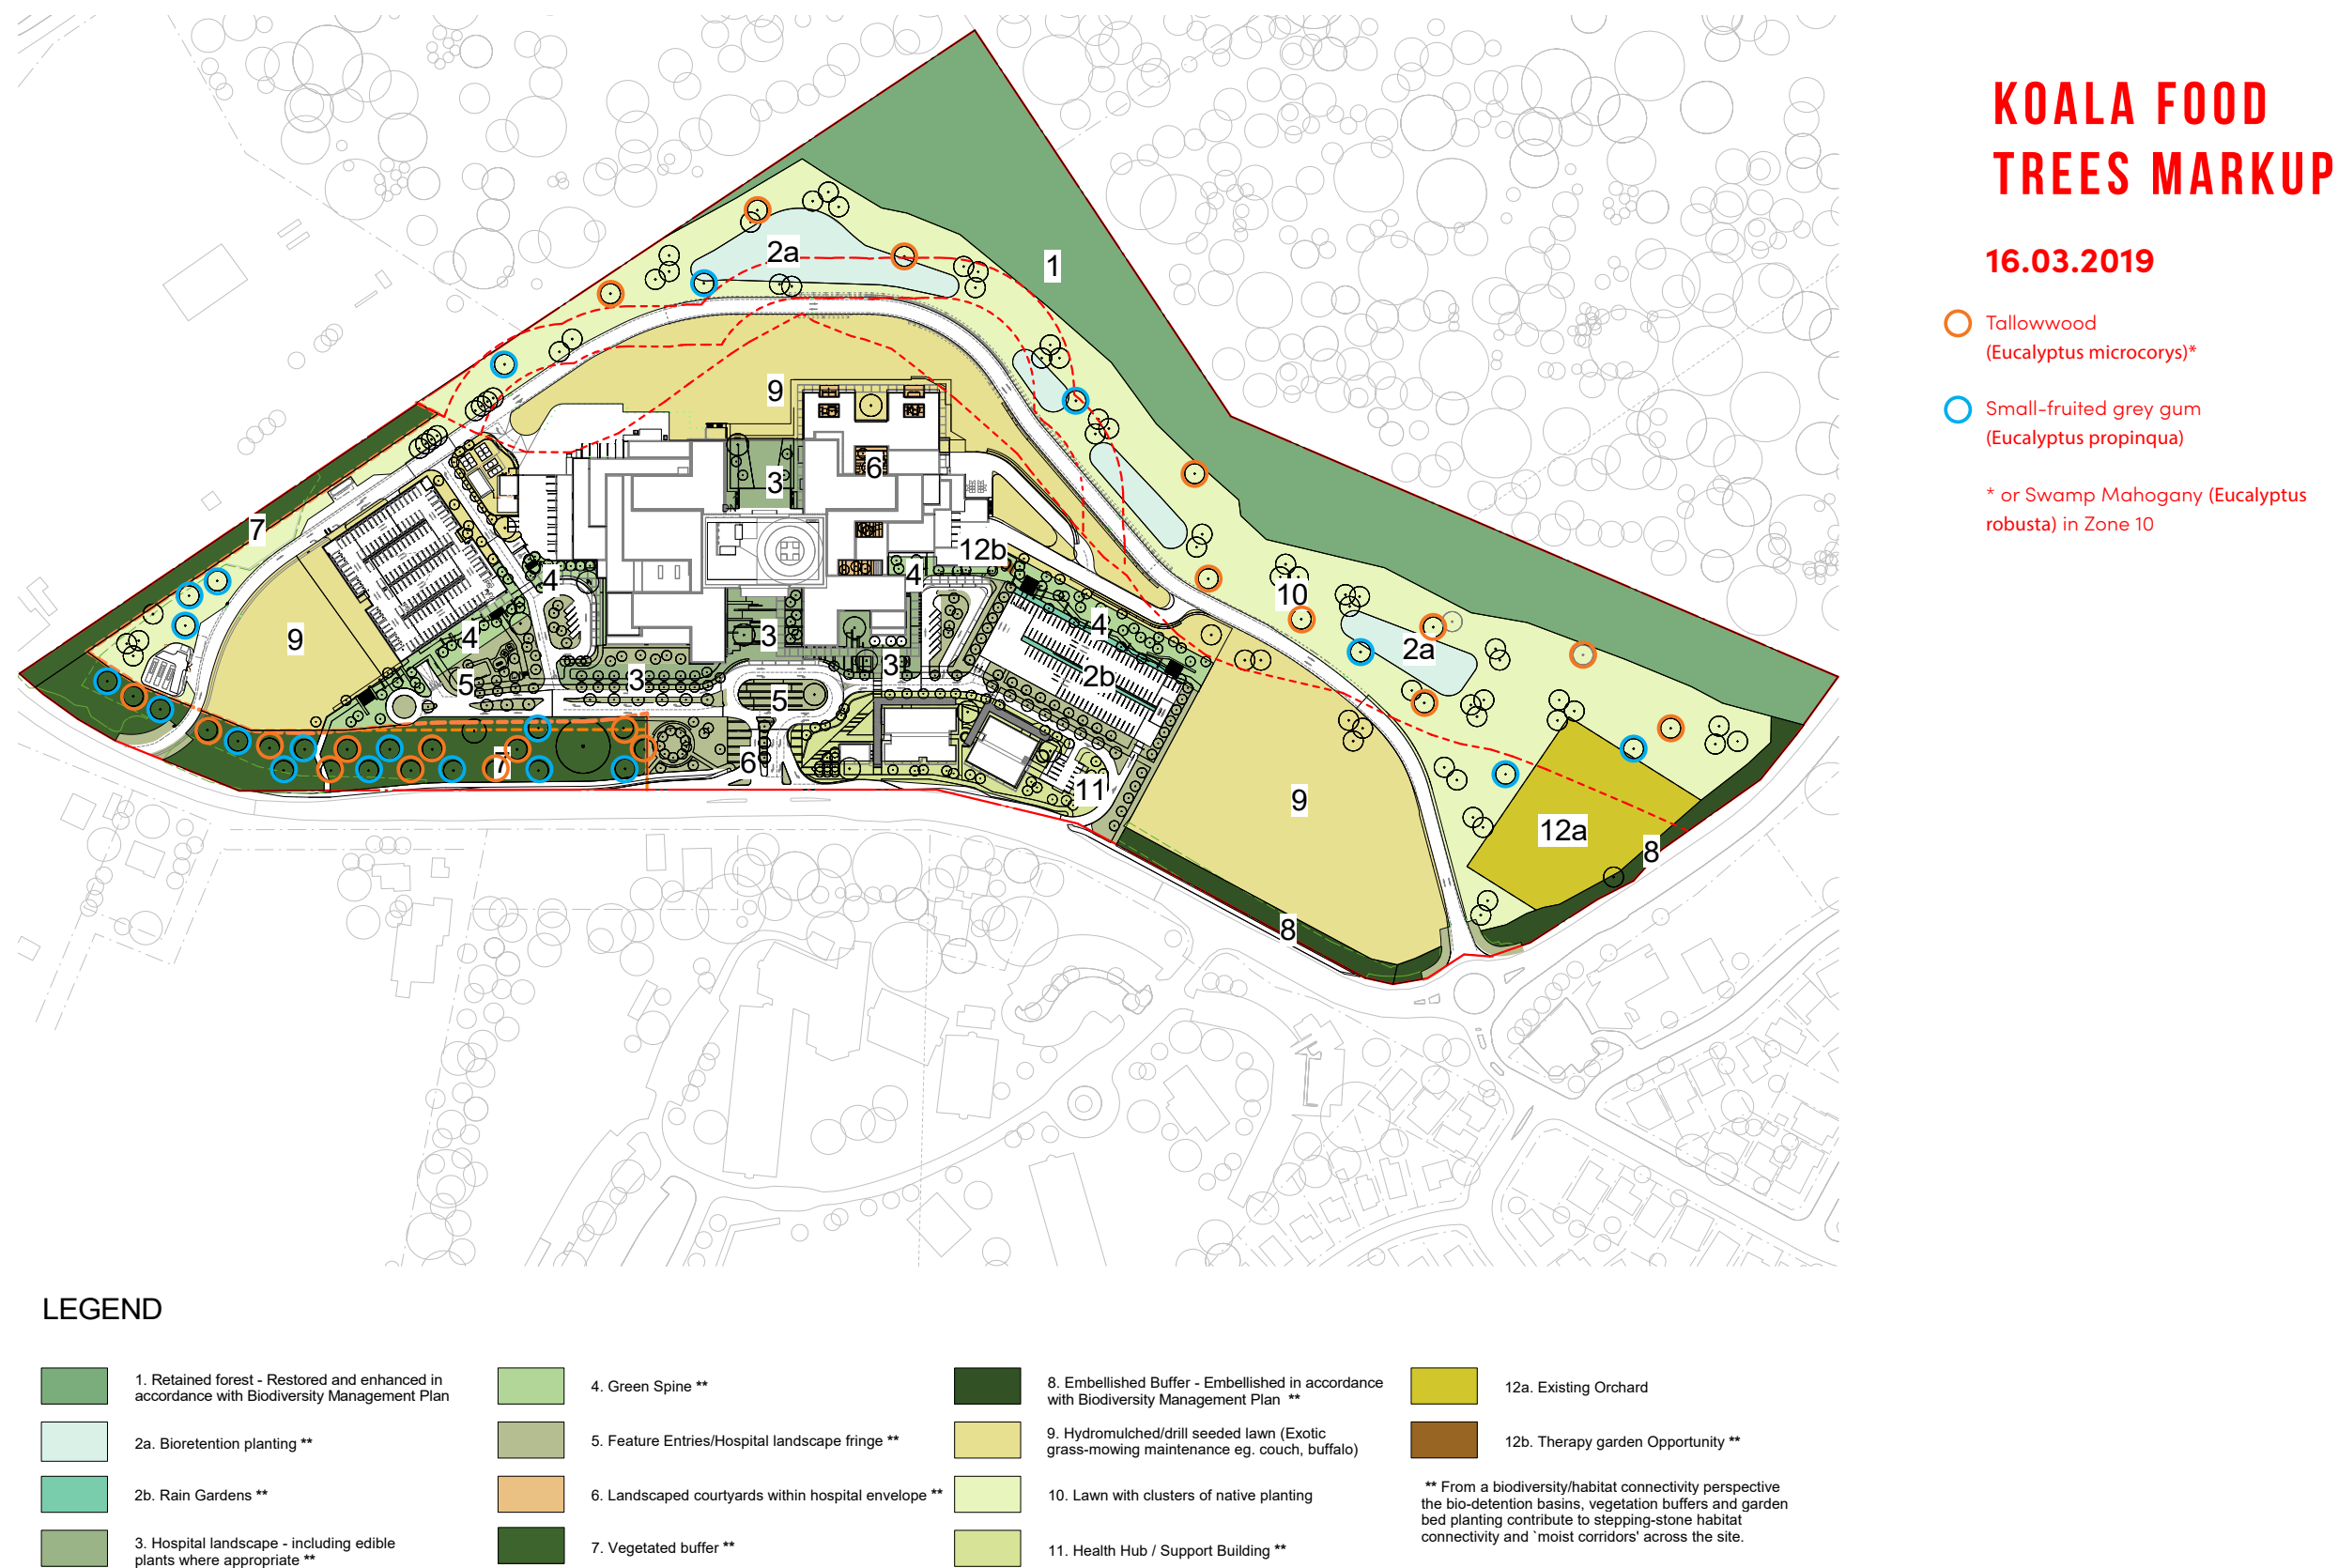 KOALA FOOD
TREES MARKUP
16.03.2019
Tallowwood
(Eucalyptus microcorys)*
Small-fruited grey gum
(Eucalyptus propinqua)
* or Swamp Mahogany (Eucalyptus
robusta) in Zone 10
2a
1
9
3
6
7
12b
4
4
10
9
4
3
4
2a
5
3
3
2b
5
7
6
11
9
12a
8
8
LEGEND
1. Retained forest - Restored and enhanced in
accordance with Biodiversity Management Plan
2a. Bioretention planting **
2b. Rain Gardens **
3. Hospital landscape - including edible
plants where appropriate **
4. Green Spine **
5. Feature Entries/Hospital landscape fringe **
6. Landscaped courtyards within hospital envelope **
7. Vegetated buffer **
8. Embellished Buffer - Embellished in accordance
with Biodiversity Management Plan **
9. Hydromulched/drill seeded lawn (Exotic
grass-mowing maintenance eg. couch, buffalo)
10. Lawn with clusters of native planting
11. Health Hub / Support Building **
12a. Existing Orchard
12b. Therapy garden Opportunity **
** From a biodiversity/habitat connectivity perspective
the bio-detention basins, vegetation buffers and garden
bed planting contribute to stepping-stone habitat
connectivity and `moist corridors' across the site.